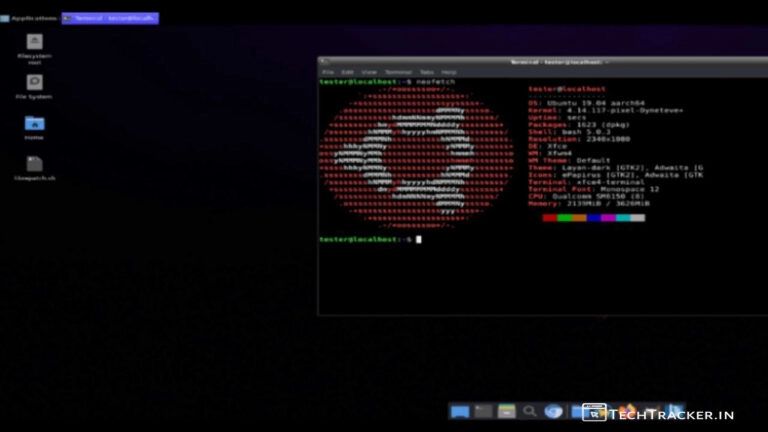 Applications
Terminal - tester@localh..
Filesystem
root
File System
Home
Terminal - tester@localhost: ~
File Edit View Terminal Tabs Help
tester@localhost:~$ neofetch
tester@localhost
----------------
OS: Ubuntu 19.04 aarch64
Kernel: 4.14.117-pixel-Dyneteve+
Uptime: secs
Packages: 1623 (dpkg)
Shell: bash 5.0.3
Resolution: 2340x1080
DE: Xfce
WM: Xfwm4
WM Theme: Default
Theme: Layan-dark [GTK2], Adwaita [G
Icons: ePapirus [GTK2], Adwaita [GTK
Terminal: xfce4-terminal
Terminal Font: Monospace 12
CPU: Qualcomm SM8150 (8)
Memory: 2139MiB / 3626MiB
tester@localhost:~$
TECHTRACKER.IN